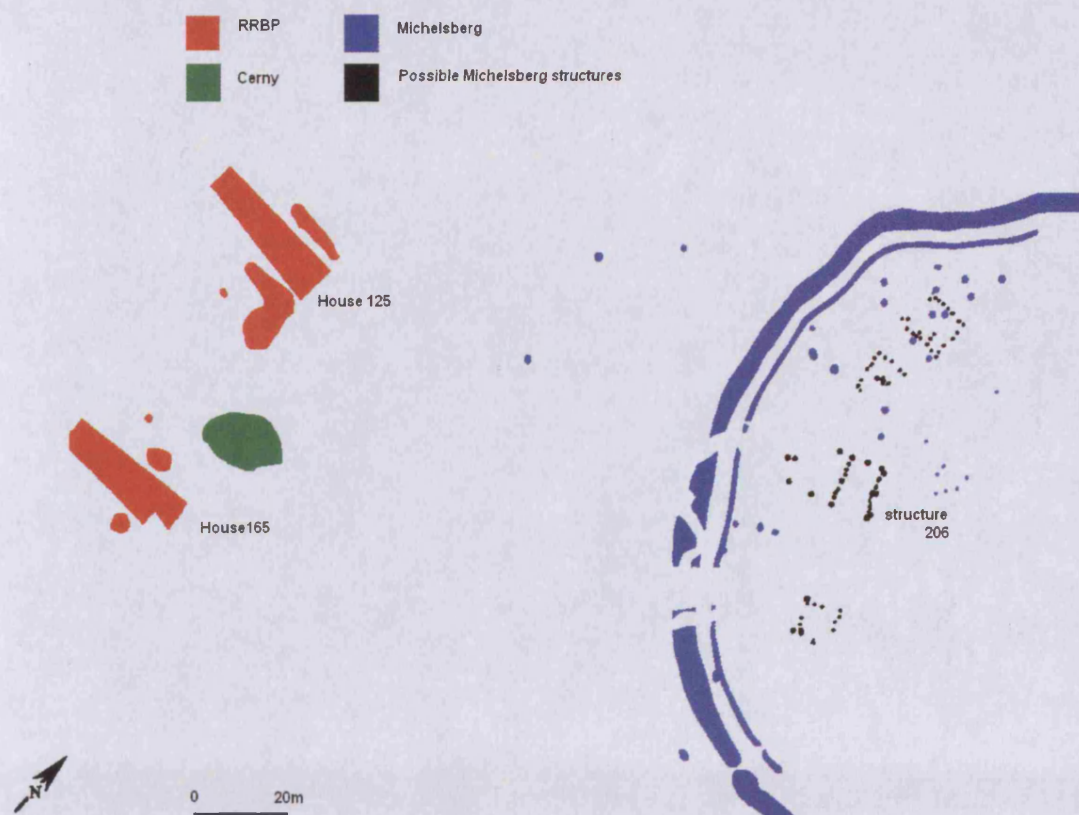 RRBP
Michelsberg
Cerny
Possible Michelsberg structures
House 125
House165
structure
206
N
0 20m